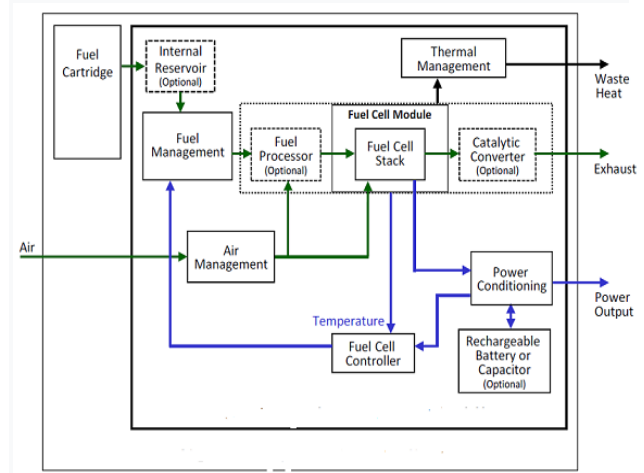 Fuel
Cartridge
Internal
Reservoir
(Optional)
Thermal
Management
Waste
Heat
Fuel
Management
Fuel Cell Module
Fuel
Processor
(Optional)
Fuel Cell
Stack
Catalytic
Converter
(Optional)
Exhaust
Air
Air
Management
Power
Conditioning
Power
Output
Temperature
Fuel Cell
Controller
Rechargeable
Battery or
Capacitor
(Optional)